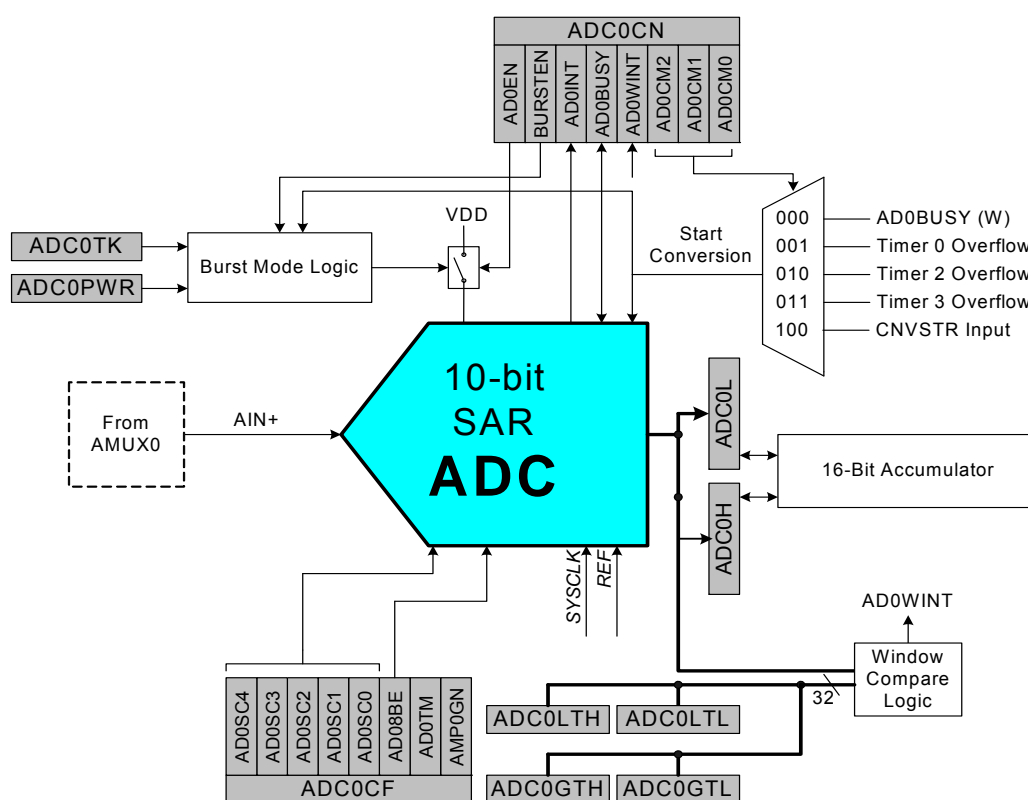 ADC0CN
AD0EN
BURSTEN
AD0INT
AD0BUSY
AD0WINT
AD0CM2
AD0CM1
AD0CM0
VDD
Start
Conversion
000
001
010
011
100
AD0BUSY (W)
Timer 0 Overflow
Timer 2 Overflow
Timer 3 Overflow
CNVSTR Input
ADC0TK
ADC0PWR
Burst Mode Logic
From
AMUX0
AIN+
10-bit
SAR
ADC
ADC0L
ADC0H
16-Bit Accumulator
SYSCLK
REF
AD0WINT
Window
Compare
Logic
32
AD0SC4
AD0SC3
AD0SC2
AD0SC1
AD0SC0
AD08BE
AD0TM
AMP0GN
ADC0CF
ADC0LTH
ADC0LTL
ADC0GTH
ADC0GTL